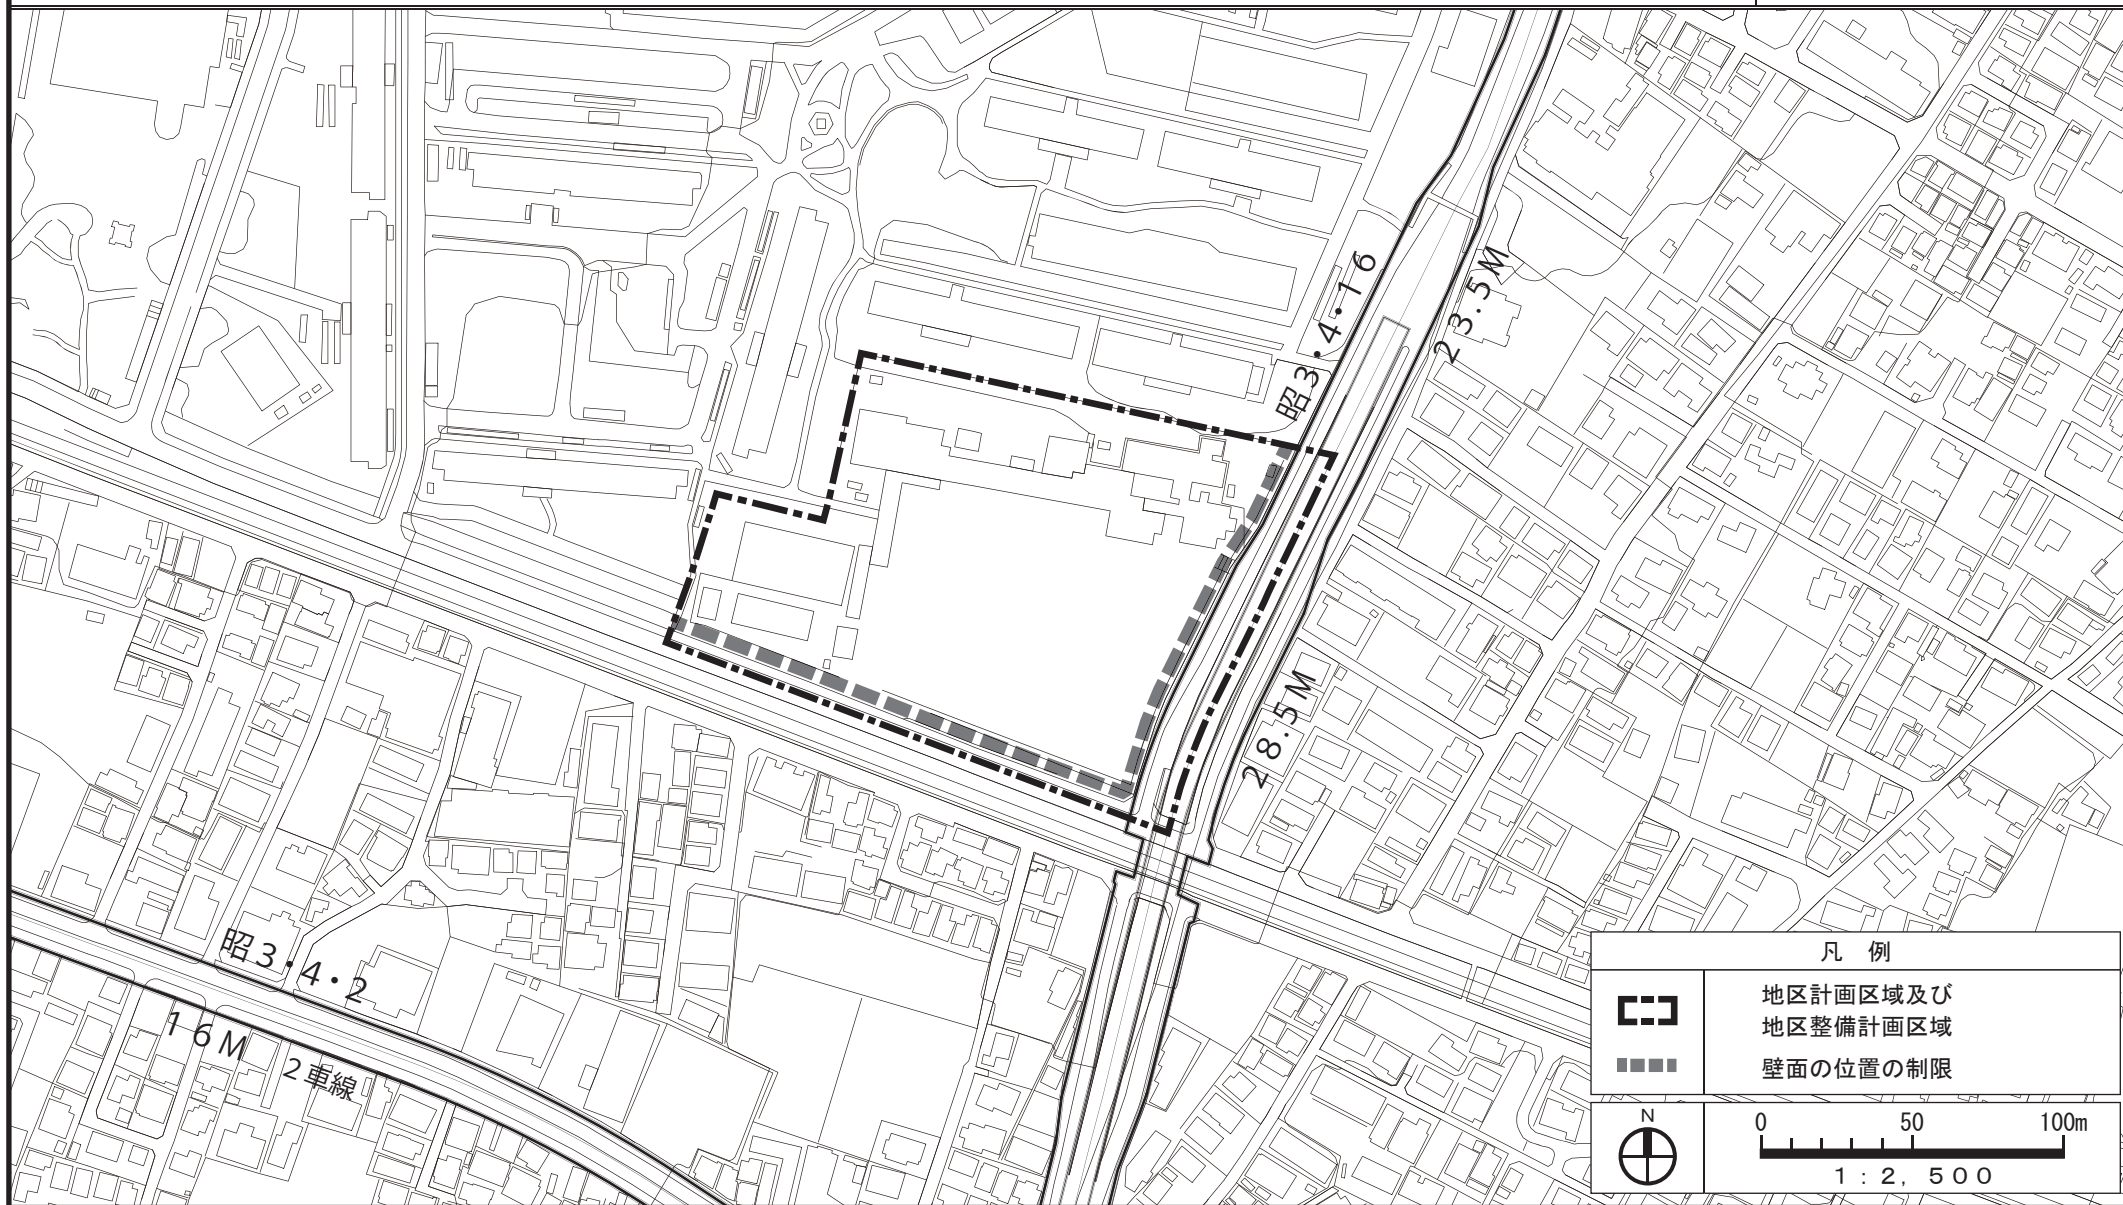 昭3・4・16
23.5M
28.5M
昭3・4・2
16M
2車線
凡 例
地区計画区域及び
地区整備計画区域
壁面の位置の制限
N
0 50 100m
1:2,500